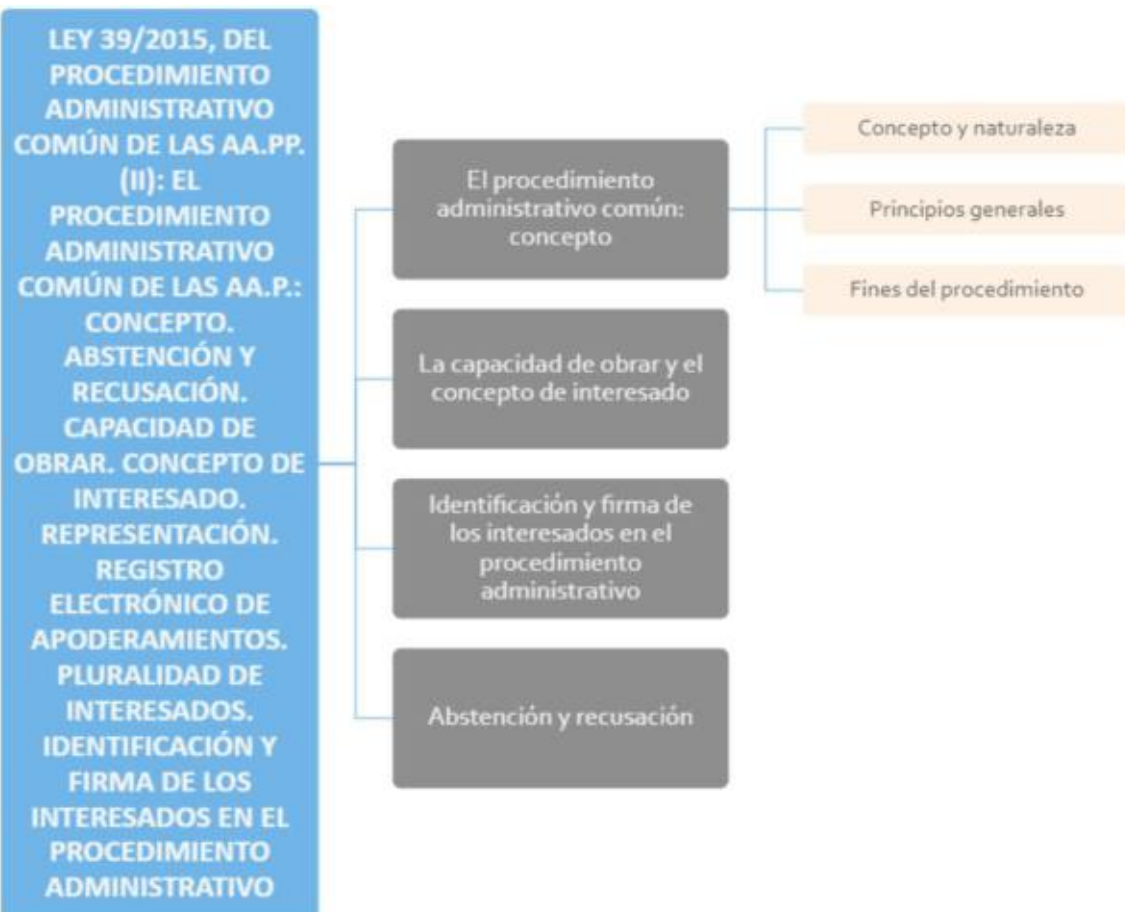 LEY 39/2015, DEL
PROCEDIMIENTO
ADMINISTRATIVO
COMÚN DE LAS AA.PP.
(II): EL
PROCEDIMIENTO
ADMINISTRATIVO
COMÚN DE LAS AA.P.:
CONCEPTO.
ABSTENCIÓN Y
RECUSACIÓN.
CAPACIDAD DE
OBRAR. CONCEPTO DE
INTERESADO.
REPRESENTACIÓN.
REGISTRO
ELECTRÓNICO DE
APODERAMIENTOS.
PLURALIDAD DE
INTERESADOS.
IDENTIFICACIÓN Y
FIRMA DE LOS
INTERESADOS EN EL
PROCEDIMIENTO
ADMINISTRATIVO
El procedimiento
administrativo común:
concepto
Concepto y naturaleza
Principios generales
Fines del procedimiento
La capacidad de obrar y el
concepto de interesado
Identificación y firma de
los interesados en el
procedimiento
administrativo
Abstención y recusación